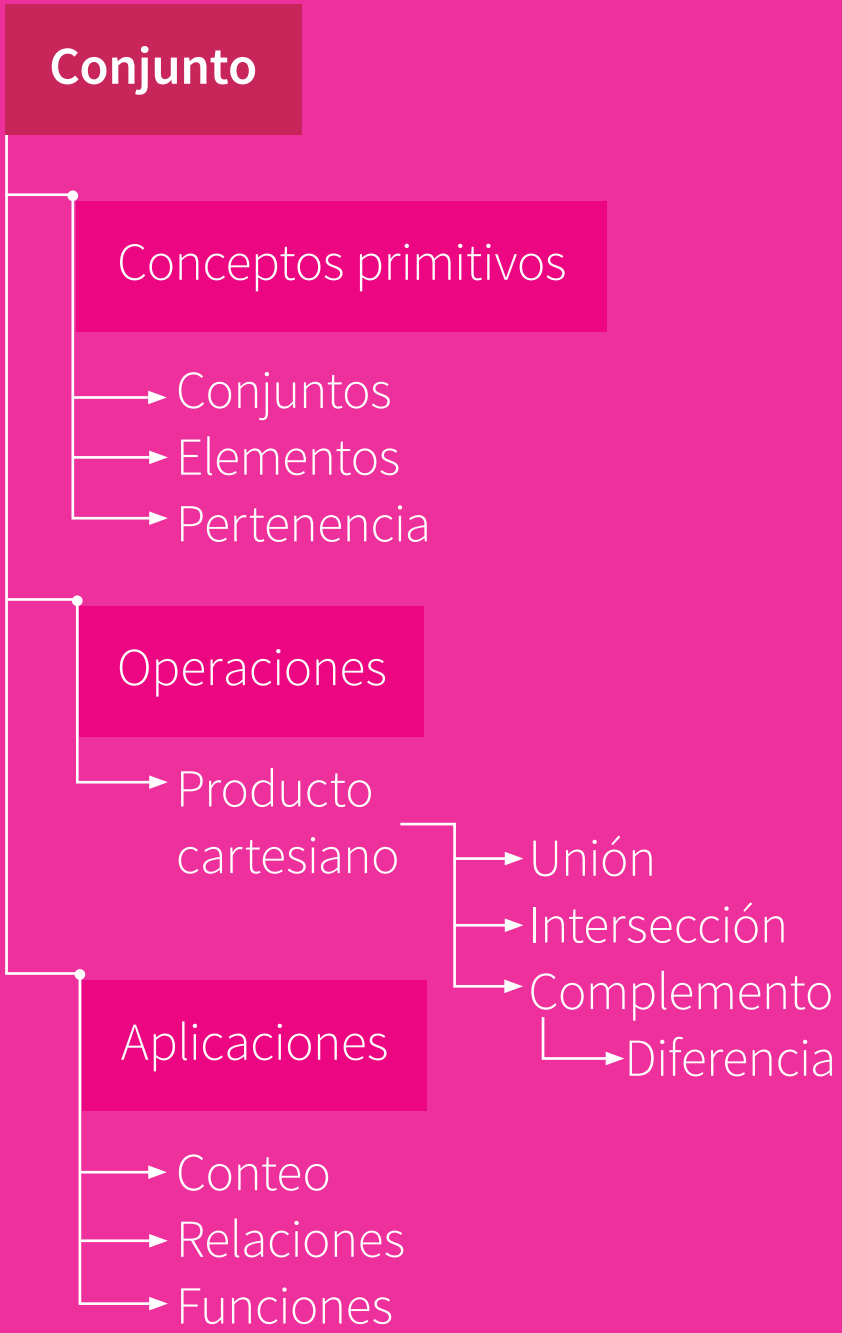 Conjunto
Conceptos primitivos
Conjuntos
Elementos
Pertenencia
Operaciones
Producto
cartesiano
Unión
Intersección
Complemento
Diferencia
Aplicaciones
Conteo
Relaciones
Funciones